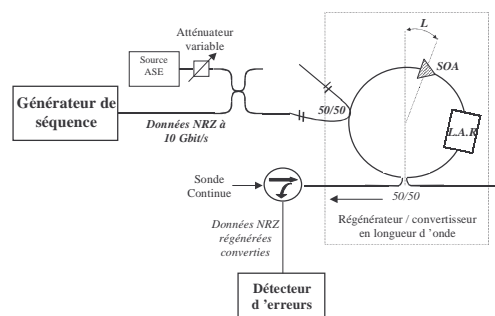 Atténuateur
variable
Source
ASE
Générateur de
séquence
Données NRZ à
10 Gbit/s
50/50
L
SOA
L.A.R
50/50
Sonde
Continue
Régénérateur / convertisseur
en longueur d 'onde
Données NRZ
régénérées
converties
Détecteur
d 'erreurs